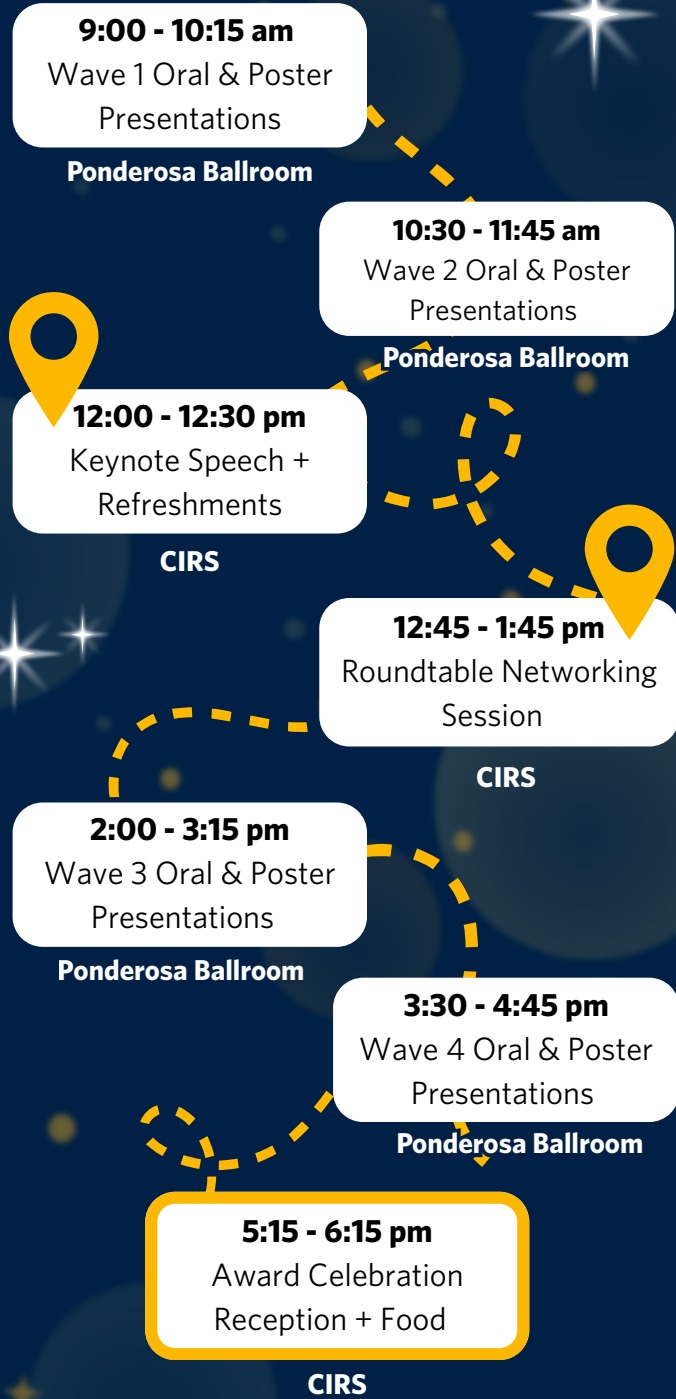 9:00 - 10:15 am
Wave 1 Oral & Poster
Presentations
Ponderosa Ballroom
10:30 - 11:45 am
Wave 2 Oral & Poster
Presentations
Ponderosa Ballroom
12:00 - 12:30 pm
Keynote Speech +
Refreshments
CIRS
12:45 - 1:45 pm
Roundtable Networking
Session
CIRS
2:00 - 3:15 pm
Wave 3 Oral & Poster
Presentations
Ponderosa Ballroom
3:30 - 4:45 pm
Wave 4 Oral & Poster
Presentations
Ponderosa Ballroom
5:15 - 6:15 pm
Award Celebration
Reception + Food
CIRS